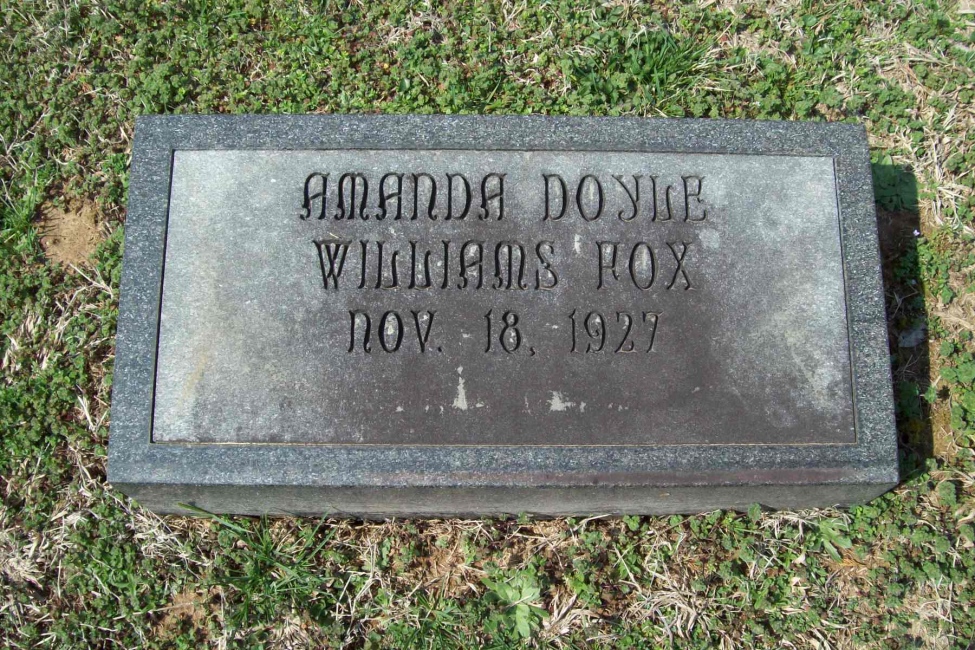 AMANDA DOYLE
WILLIAMS FOX
NOV. 18, 1927